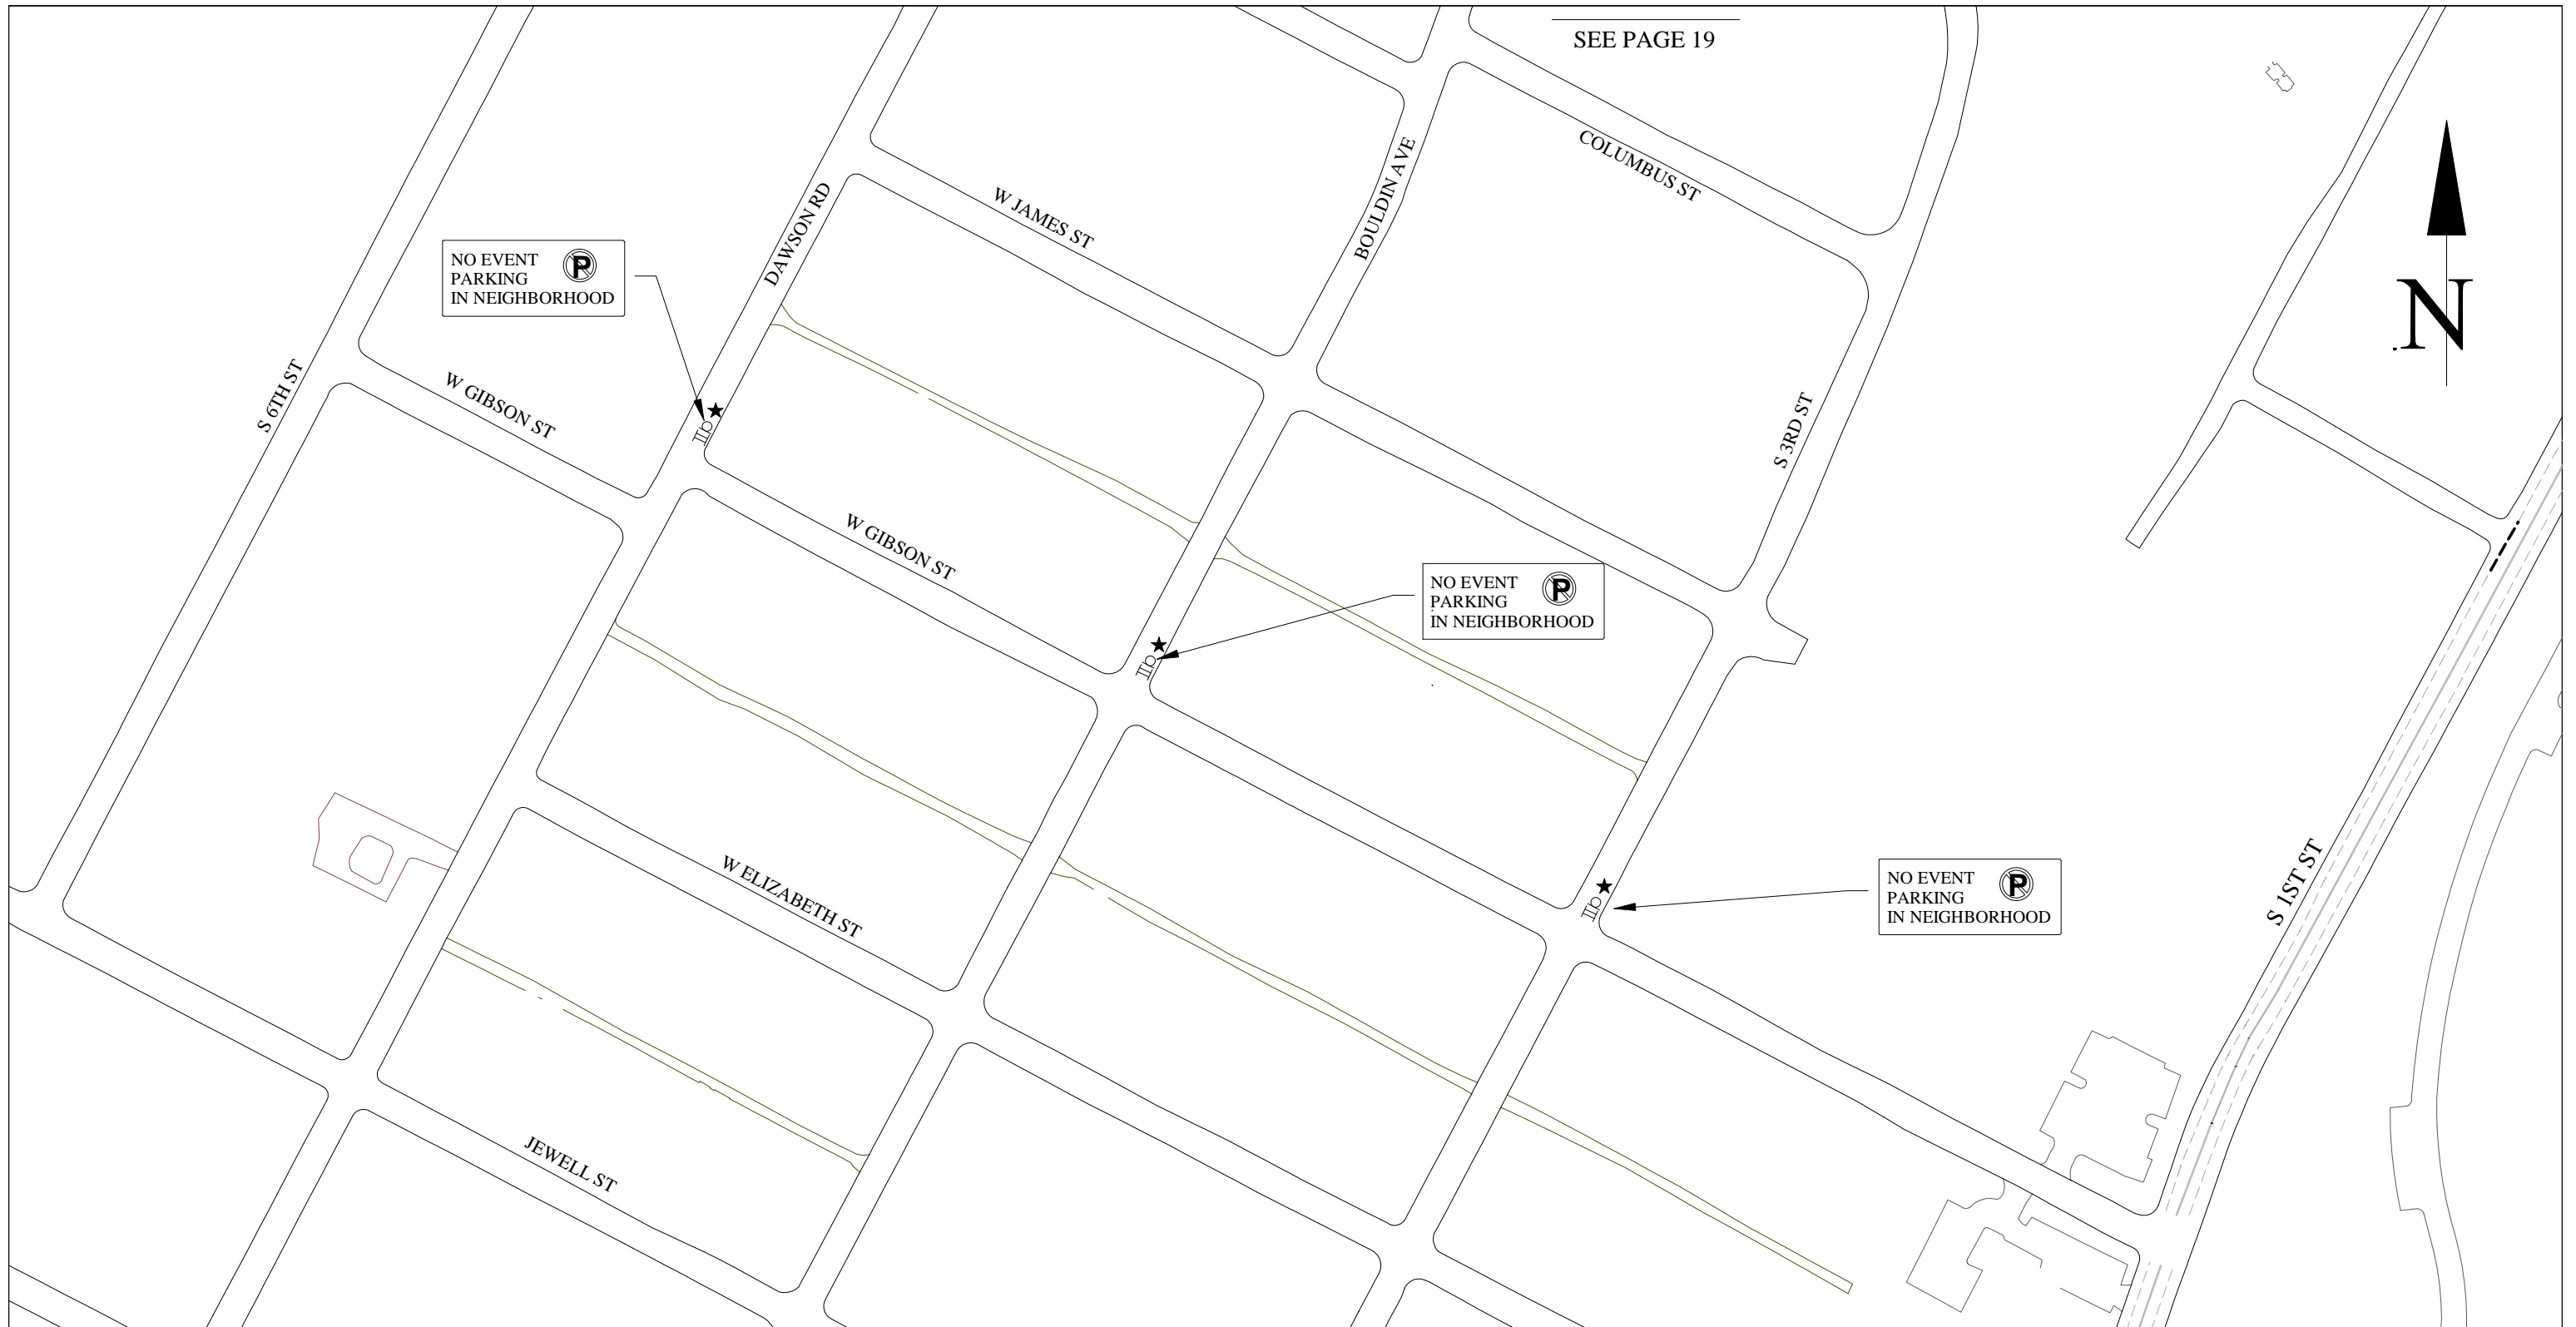 SEE PAGE 19
COLUMBUS ST
BOULDIN AVE
W JAMES ST
DAWSON RD
N
NO EVENT P
PARKING
IN NEIGHBORHOOD
S 6TH ST
W GIBSON ST
S 3RD ST
W GIBSON ST
NO EVENT P
PARKING
IN NEIGHBORHOOD
S 1ST ST
W ELIZABETH ST
NO EVENT P
PARKING
IN NEIGHBORHOOD
JEWELL ST